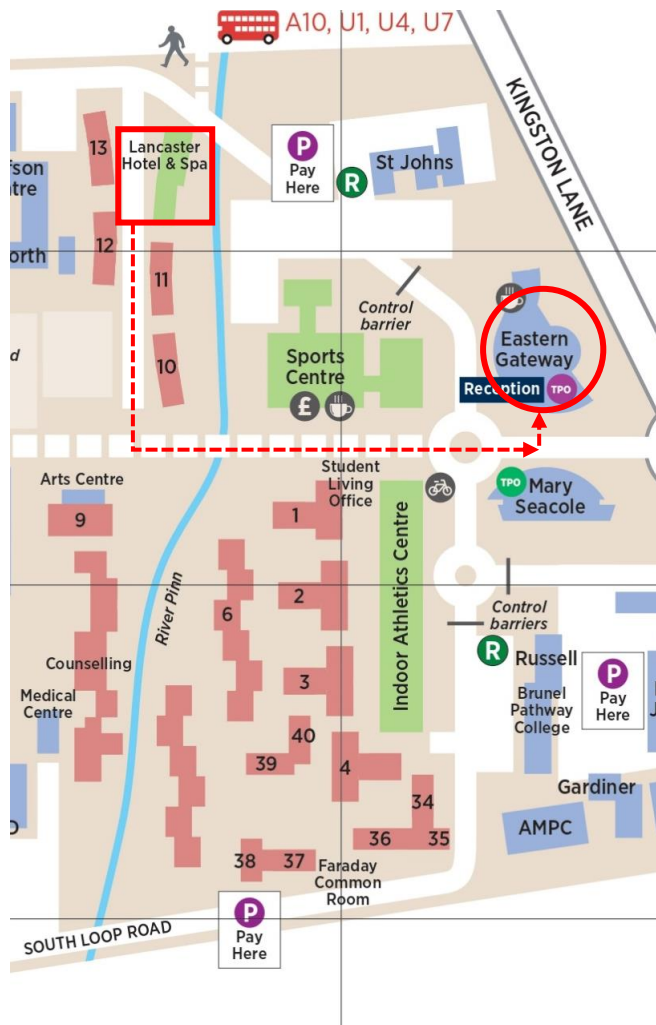 A10, U1, U4, U7
KINGSTON LANE
13
Lancaster
Hotel & Spa
P
Pay
Here
R
St Johns
12
11
10
Control
barrier
Eastern
Gateway
Reception
TPO
Sports
Centre
£
d
Arts Centre
9
Student
Living
Office
TPO
Mary
Seacole
1
2
6
3
River Pinn
Indoor Athletics Centre
Control
barriers
R
Russell
Brunel
Pathway
College
P
Pay
Here
Counselling
Medical
Centre
40
39
4
34
36
35
38
37
Faraday
Common
Room
Gardiner
AMPC
P
Pay
Here
SOUTH LOOP ROAD